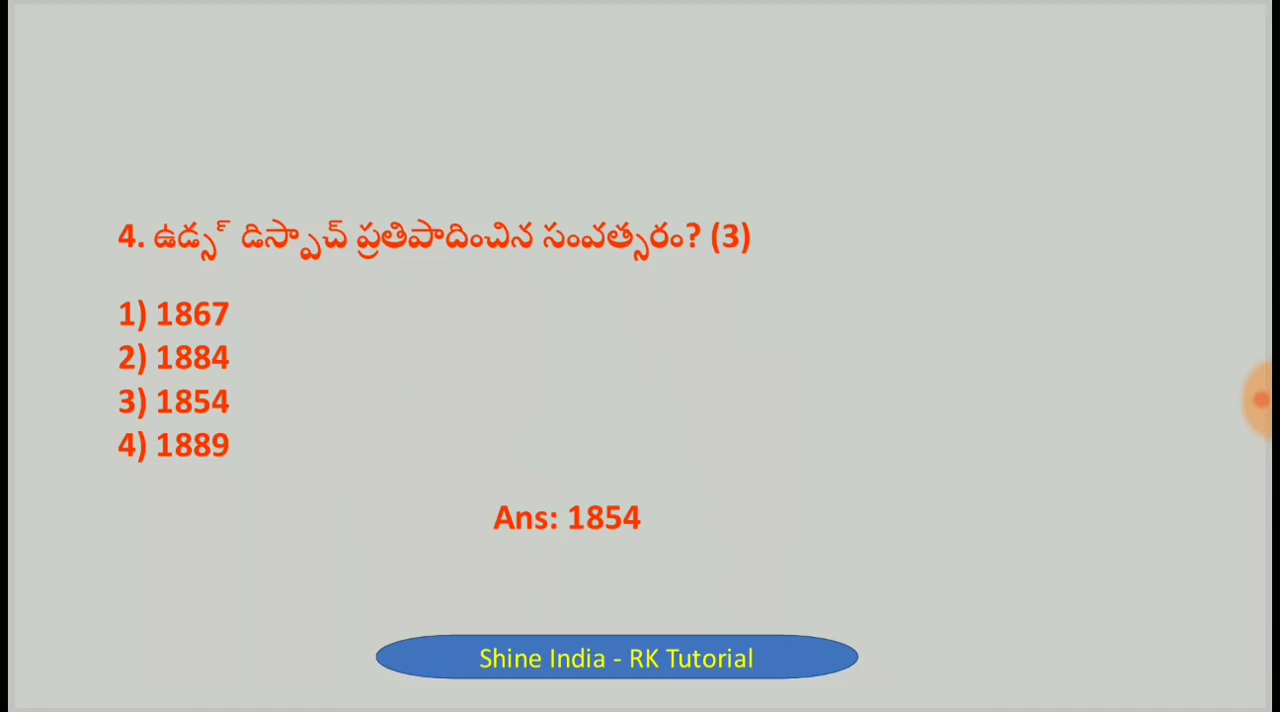 4. ఉడ్స్ డిస్పాచ్ ప్రతిపాదించిన సంవత్సరం? (3)
1) 1867
2) 1884
3) 1854
4) 1889
Ans: 1854
Shine India - RK Tutorial